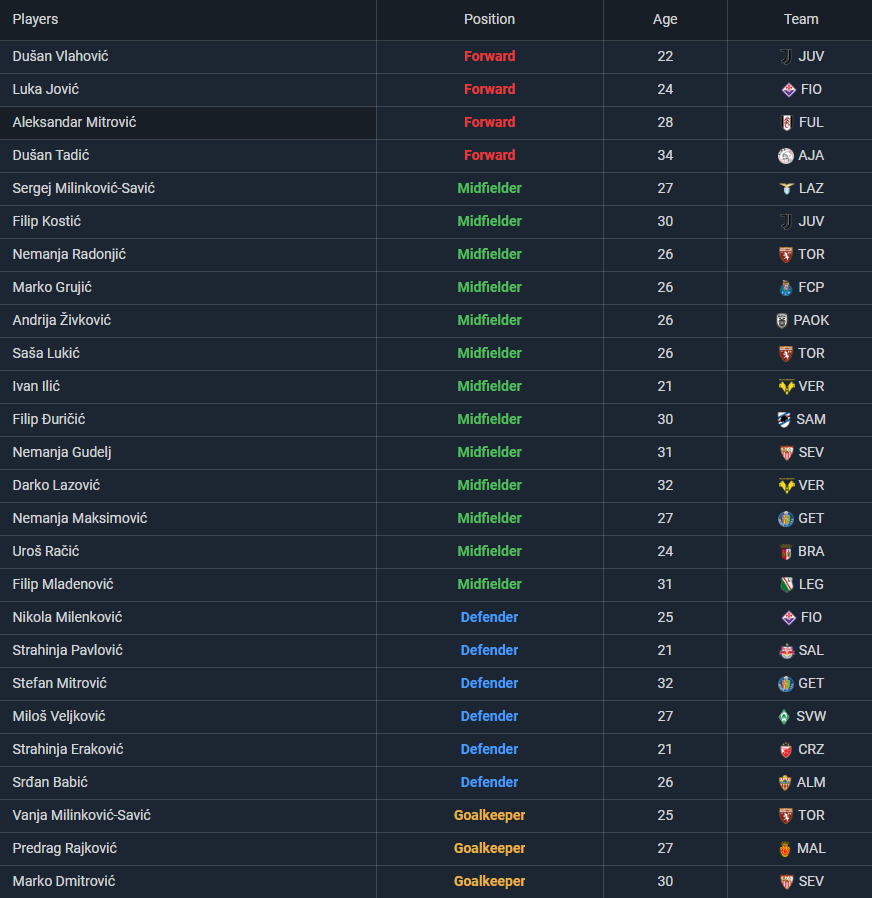 Players Position Age Team
Dušan Vlahović Forward 22 JUV
Luka Jović Forward 24 FIO
Aleksandar Mitrović Forward 28 FUL
Dušan Tadić Forward 34 AJA
Sergej Milinković-Savić Midfielder 27 LAZ
Filip Kostić Midfielder 30 JUV
Nemanja Radonjić Midfielder 26 TOR
Marko Grujić Midfielder 26 FCP
Andrija Živković Midfielder 26 PAOK
Saša Lukić Midfielder 26 TOR
Ivan Ilić Midfielder 21 VER
Filip Đuričić Midfielder 30 SAM
Nemanja Gudelj Midfielder 31 SEV
Darko Lazović Midfielder 32 VER
Nemanja Maksimović Midfielder 27 GET
Uroš Račić Midfielder 24 BRA
Filip Mladenović Midfielder 31 LEG
Nikola Milenković Defender 25 FIO
Strahinja Pavlović Defender 21 SAL
Stefan Mitrović Defender 32 GET
Miloš Veljković Defender 27 SVW
Strahinja Eraković Defender 21 CRZ
Srđan Babić Defender 26 ALM
Vanja Milinković-Savić Goalkeeper 25 TOR
Predrag Rajković Goalkeeper 27 MAL
Marko Dmitrović Goalkeeper 30 SEV